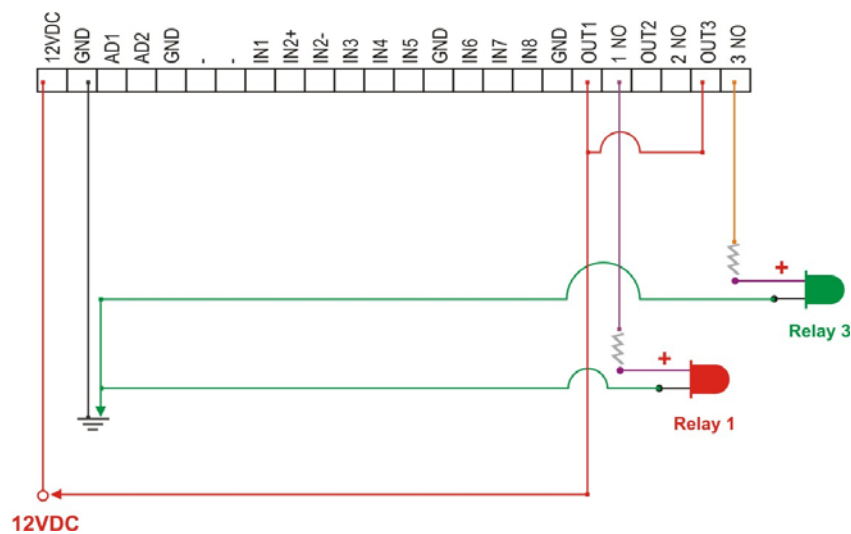 12VDC
GND
AD1
AD2
GND
-
-
IN1
IN2+
IN2-
IN3
IN4
IN5
GND
IN6
IN7
IN8
GND
OUT1
1 NO
OUT2
2 NO
OUT3
3 NO
+
Relay 3
+
Relay 1
12VDC